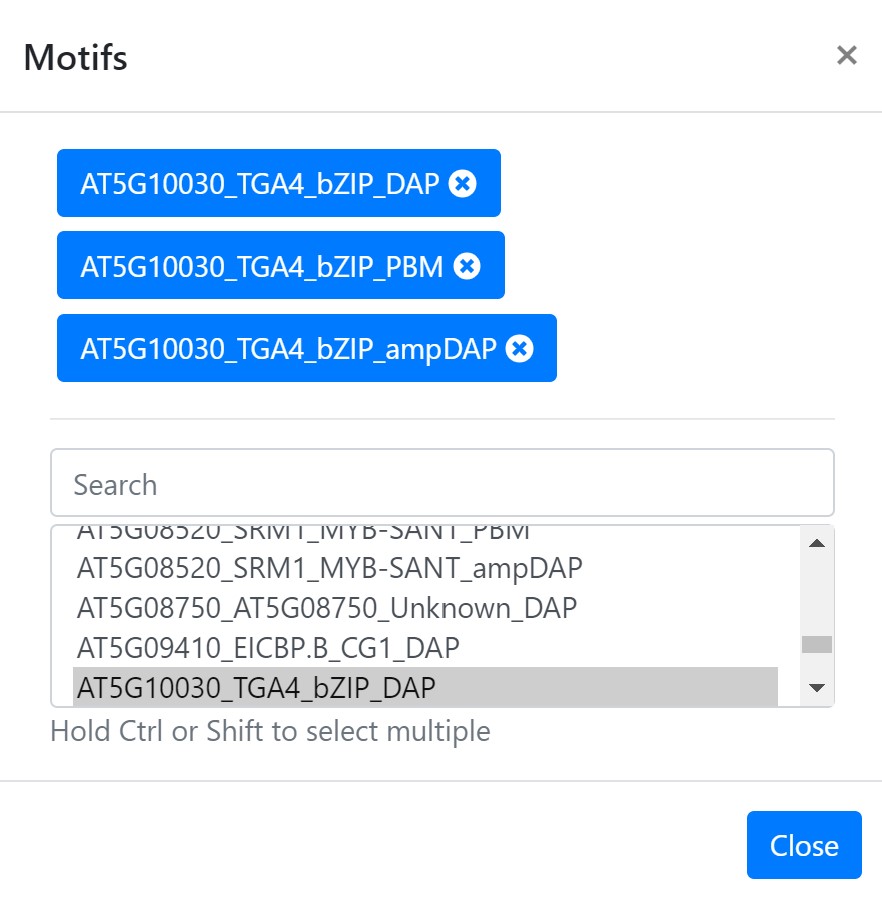 Motifs
AT5G10030_TGA4_bZIP_DAP
AT5G10030_TGA4_bZIP_PBM
AT5G10030_TGA4_bZIP_ampDAP
Search
AT5G08520_SRM1_MYB-SANT_PBM
AT5G08520_SRM1_MYB-SANT_ampDAP
AT5G08750_AT5G08750_Unknown_DAP
AT5G09410_EICBP.B_CG1_DAP
AT5G10030_TGA4_bZIP_DAP
Hold Ctrl or Shift to select multiple
Close